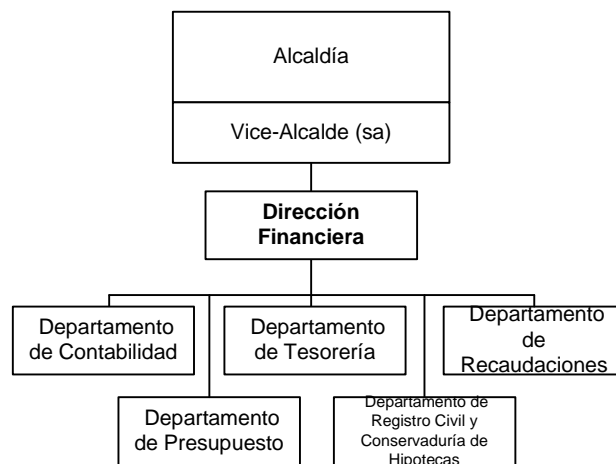 Alcaldía
Vice-Alcalde (sa)
Dirección
Financiera
Departamento
de Contabilidad
Departamento
de Tesorería
Departamento
de
Recaudaciones
Departamento
de Presupuesto
Departamento de
Registro Civil y
Conservaduría de
Hipotecas